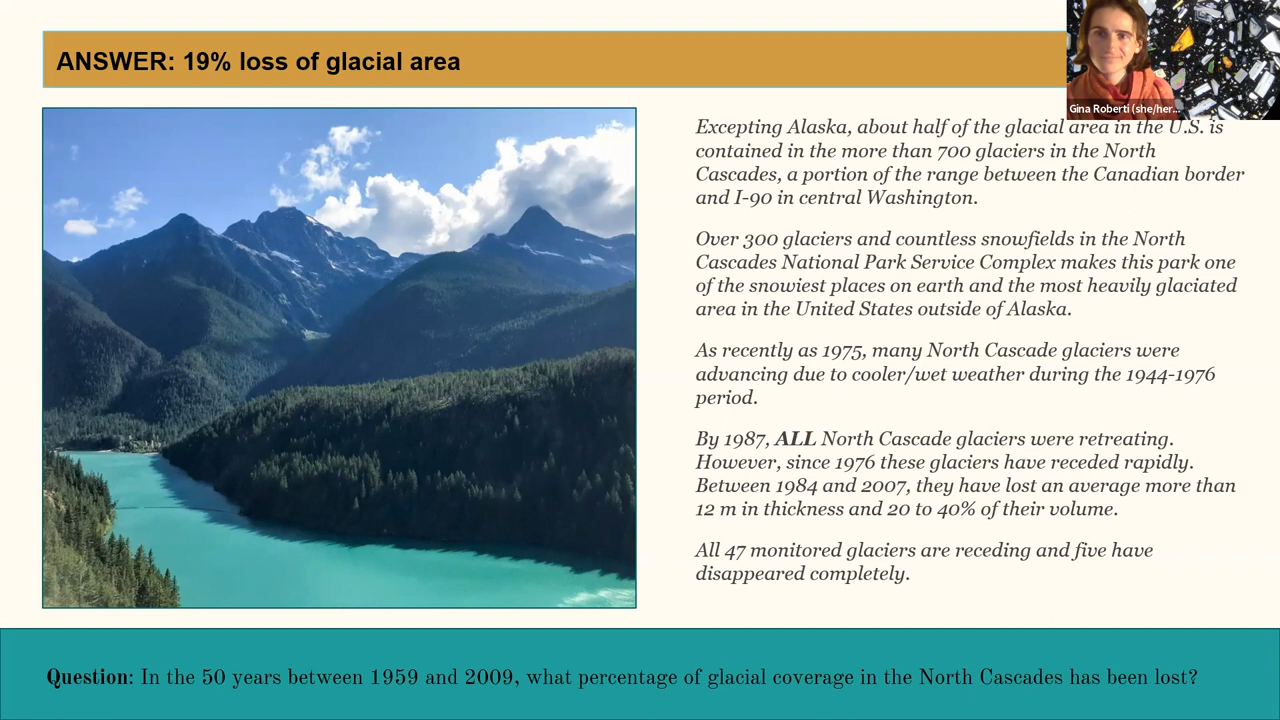 ANSWER: 19% loss of glacial area
Gina Roberti (she/her...
Excepting Alaska, about half of the glacial area in the U.S. is
contained in the more than 700 glaciers in the North
Cascades, a portion of the range between the Canadian border
and I-90 in central Washington.
Over 300 glaciers and countless snowfields in the North
Cascades National Park Service Complex makes this park one
of the snowiest places on earth and the most heavily glaciated
area in the United States outside of Alaska.
As recently as 1975, many North Cascade glaciers were
advancing due to cooler/wet weather during the 1944-1976
period.
By 1987, ALL North Cascade glaciers were retreating.
However, since 1976 these glaciers have receded rapidly.
Between 1984 and 2007, they have lost an average more than
12 m in thickness and 20 to 40% of their volume.
All 47 monitored glaciers are receding and five have
disappeared completely.
Question: In the 50 years between 1959 and 2009, what percentage of glacial coverage in the North Cascades has been lost?